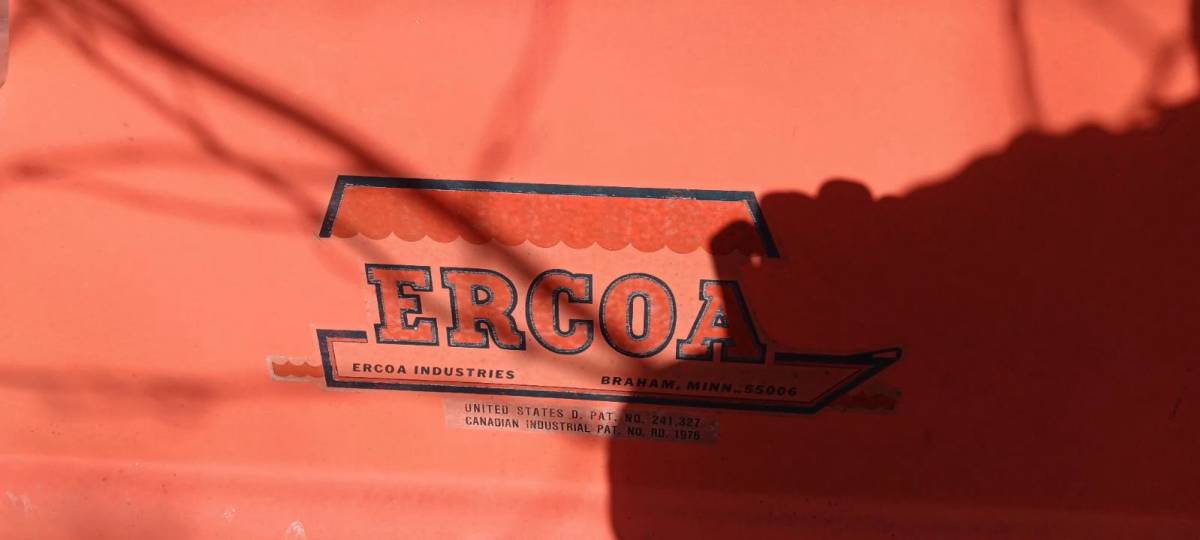 ERCOA
ERCOA INDUSTRIES BRAHAM, MINN. 55006
UNITED STATES D. PAT. NO. 241,327
CANADIAN INDUSTRIAL PAT. NO. RD. 1976